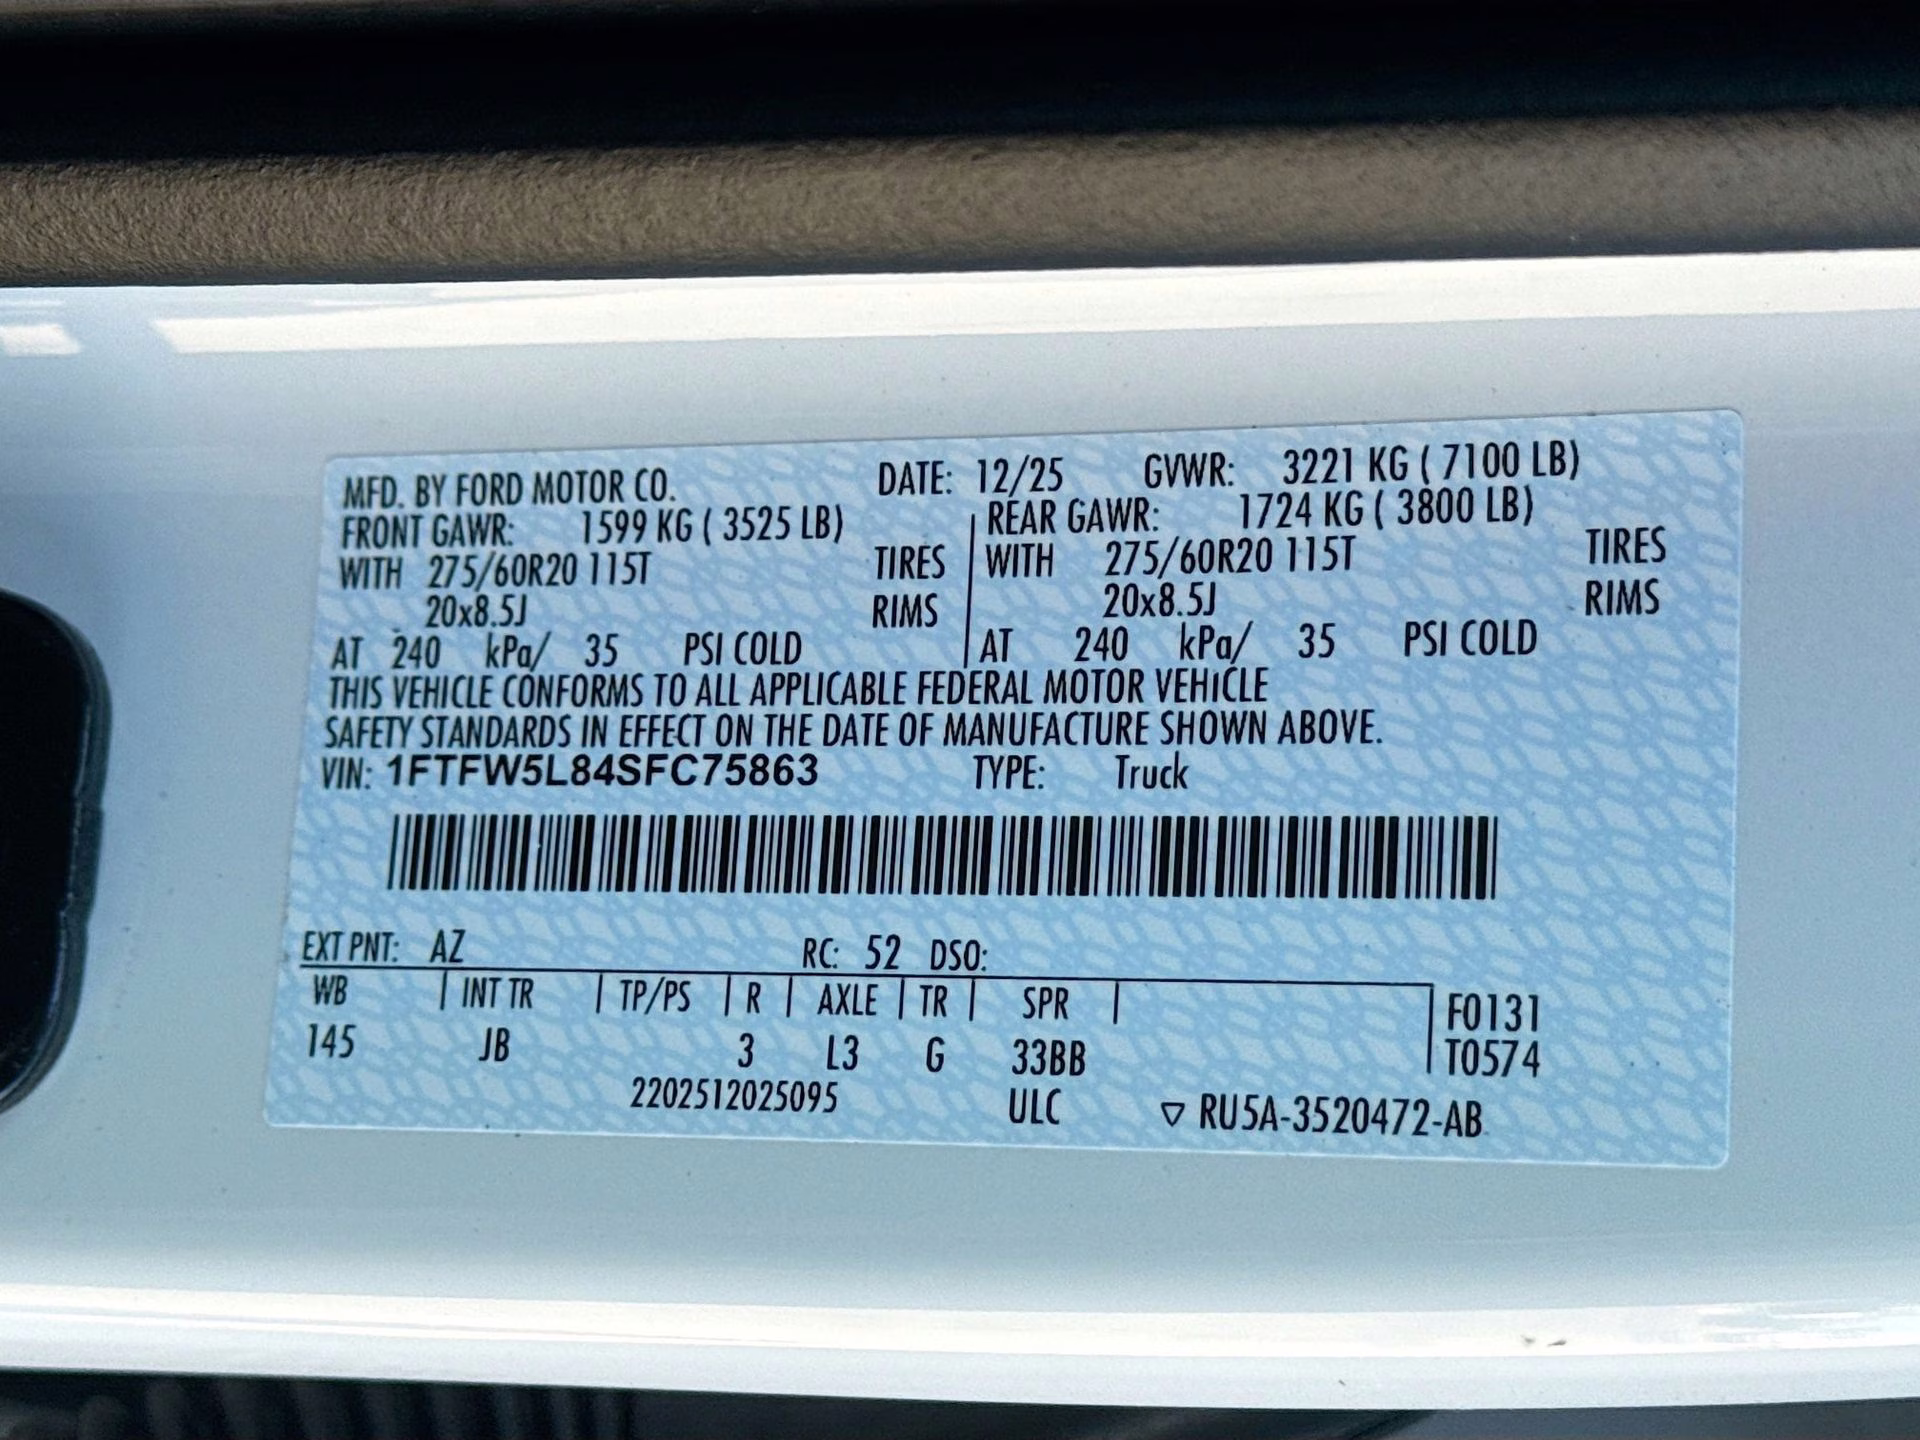 MFD. BY FORD MOTOR CO. DATE: 12/25 GVWR: 3221 KG ( 7100 LB)
FRONT GAWR: 1599 KG ( 3525 LB) REAR GAWR: 1724 KG ( 3800 LB)
WITH 275/60R20 115T TIRES WITH 275/60R20 115T TIRES
20x8.5J RIMS 20x8.5J RIMS
AT 240 kPa/ 35 PSI COLD AT 240 kPa/ 35 PSI COLD
THIS VEHICLE CONFORMS TO ALL APPLICABLE FEDERAL MOTOR VEHICLE
SAFETY STANDARDS IN EFFECT ON THE DATE OF MANUFACTURE SHOWN ABOVE.
VIN: 1FTFW5L84SFC75863 TYPE: Truck
EXT PNT: AZ RC: 52 DSO:
WB | INT TR | TP/PS | R | AXLE | TR | SPR | F0131
145 JB 3 L3 G 33BB T0574
2202512025095 ULC ▽ RU5A-3520472-AB